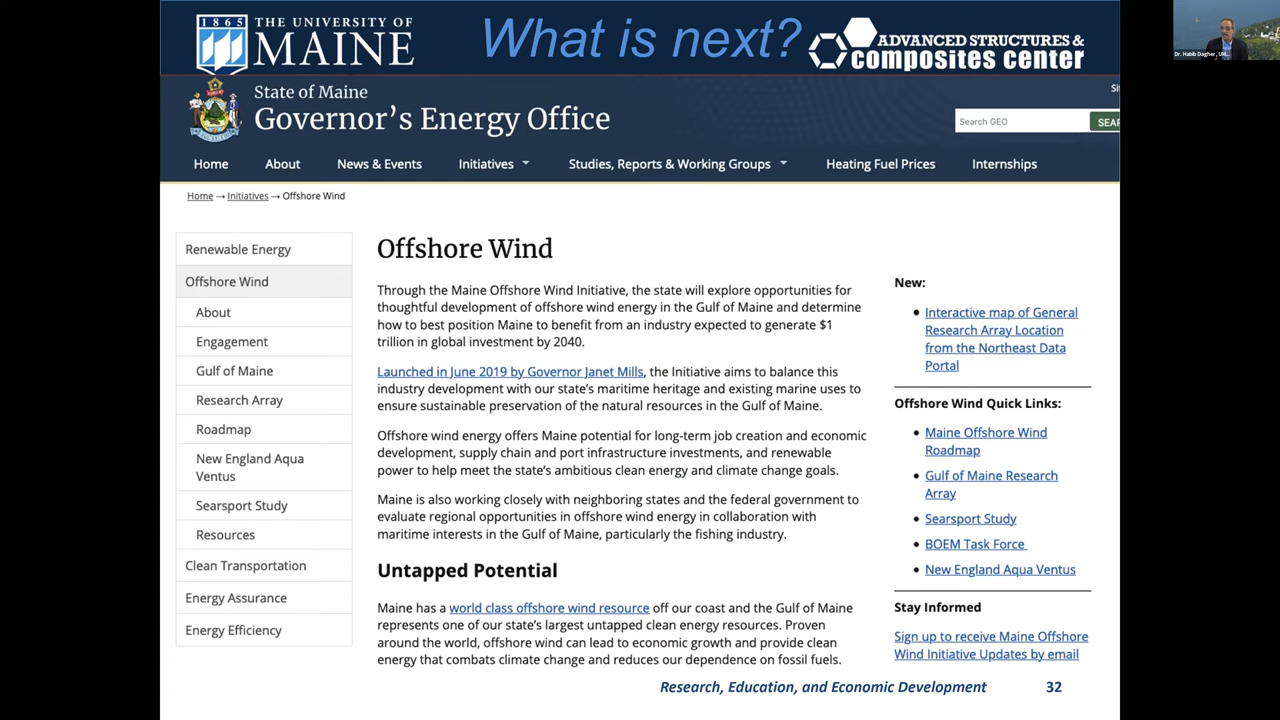 1865
THE UNIVERSITY OF
MAINE
What is next?
ADVANCED STRUCTURES &
composites center
Dr. Habib Dagher, UM...
State of Maine
Governor's Energy Office
Search GEO
Home
About
News & Events
Initiatives
Studies, Reports & Working Groups
Heating Fuel Prices
Internships
Home → Initiatives → Offshore Wind
Renewable Energy
Offshore Wind
About
Engagement
Gulf of Maine
Research Array
Roadmap
New England Aqua
Ventus
Searsport Study
Resources
Clean Transportation
Energy Assurance
Energy Efficiency
Offshore Wind
Through the Maine Offshore Wind Initiative, the state will explore opportunities for
thoughtful development of offshore wind energy in the Gulf of Maine and determine
how to best position Maine to benefit from an industry expected to generate $1
trillion in global investment by 2040.
Launched in June 2019 by Governor Janet Mills, the Initiative aims to balance this
industry development with our state's maritime heritage and existing marine uses to
ensure sustainable preservation of the natural resources in the Gulf of Maine.
Offshore wind energy offers Maine potential for long-term job creation and economic
development, supply chain and port infrastructure investments, and renewable
power to help meet the state's ambitious clean energy and climate change goals.
Maine is also working closely with neighboring states and the federal government to
evaluate regional opportunities in offshore wind energy in collaboration with
maritime interests in the Gulf of Maine, particularly the fishing industry.
Untapped Potential
Maine has a world class offshore wind resource off our coast and the Gulf of Maine
represents one of our state's largest untapped clean energy resources. Proven
around the world, offshore wind can lead to economic growth and provide clean
energy that combats climate change and reduces our dependence on fossil fuels.
New:
Interactive map of General
Research Array Location
from the Northeast Data
Portal
Offshore Wind Quick Links:
Maine Offshore Wind
Roadmap
Gulf of Maine Research
Array
Searsport Study
BOEM Task Force
New England Aqua Ventus
Stay Informed
Sign up to receive Maine Offshore
Wind Initiative Updates by email
Research, Education, and Economic Development
32